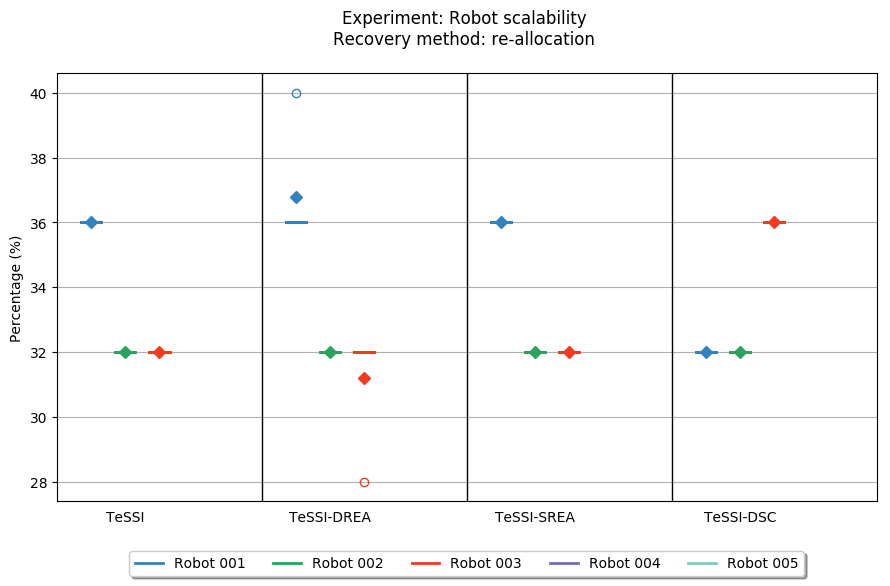 Experiment: Robot scalability
Recovery method: re-allocation
Percentage (%)
40
38
36
34
32
30
28
TeSSI TeSSI-DREA TeSSI-SREA TeSSI-DSC
Robot 001 Robot 002 Robot 003 Robot 004 Robot 005